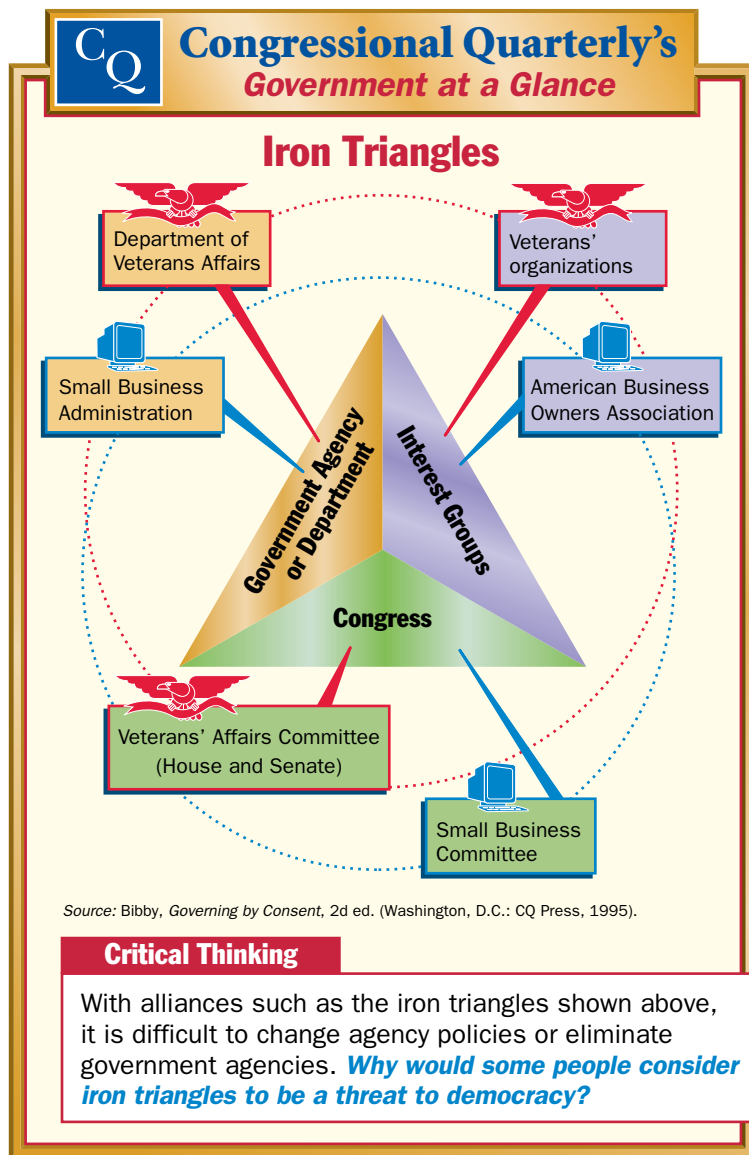 CQ
Congressional Quarterly's
Government at a Glance
Iron Triangles
Department of
Veterans Affairs
Veterans'
organizations
Small Business
Administration
American Business
Owners Association
Government Agency
or Department
Interest Groups
Congress
Veterans' Affairs Committee
(House and Senate)
Small Business
Committee
Source: Bibby, Governing by Consent, 2d ed. (Washington, D.C.: CQ Press, 1995).
Critical Thinking
With alliances such as the iron triangles shown above,
it is difficult to change agency policies or eliminate
government agencies. Why would some people consider
iron triangles to be a threat to democracy?